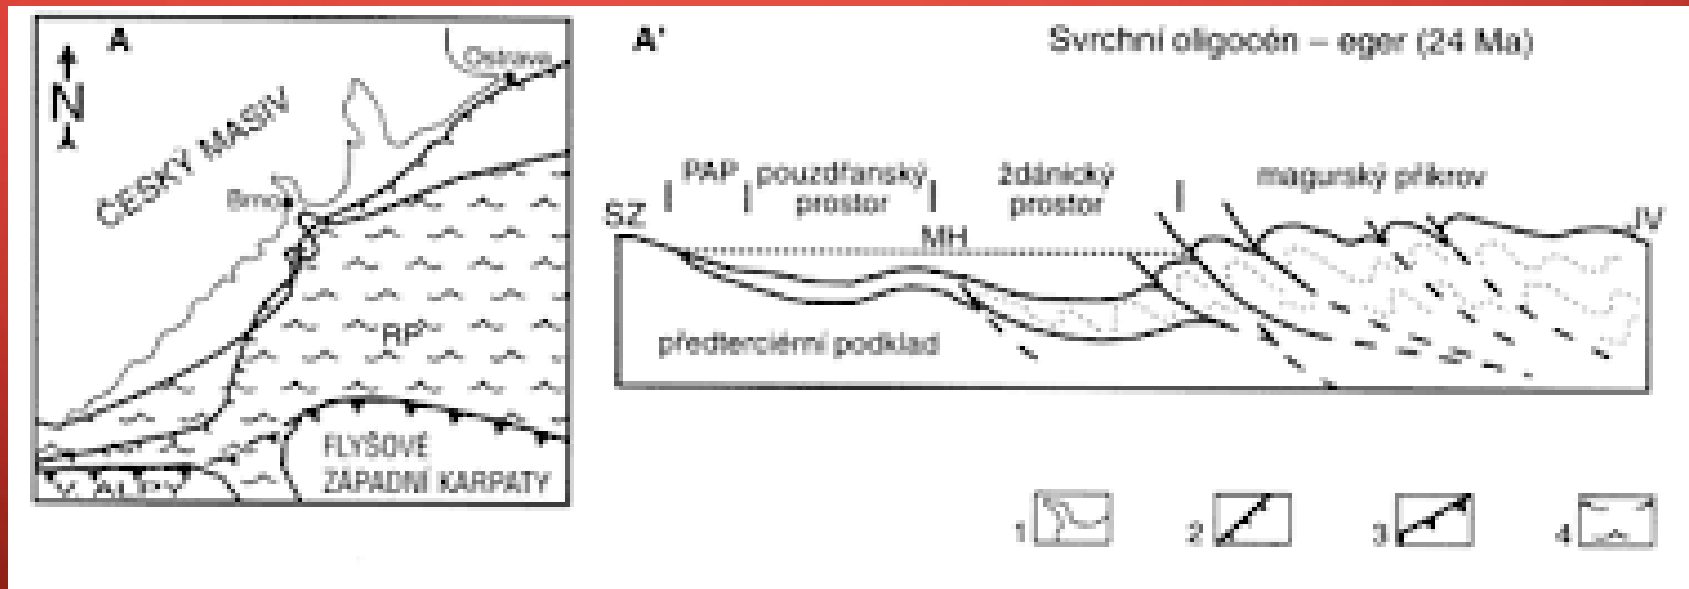 A
N
ČESKÝ MASIV
Ostrava
Brno
RP
FLYŠOVÉ
ZÁPADNÍ KARPATY
V. ALPY
A'
Svrchní oligocén – eger (24 Ma)
PAP
pouzdřanský
prostor
ždánický
prostor
magurský příkrov
SZ
JV
MH
předterciérní podklad
1
2
3
4